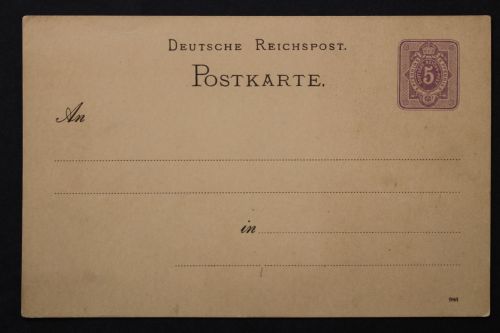 DEUTSCHE REICHSPOST.
POSTKARTE.
5
An
in